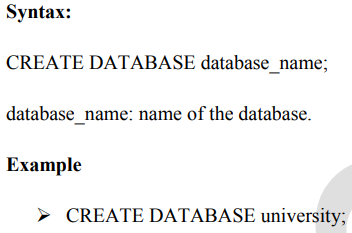 Syntax:
CREATE DATABASE database_name;
database_name: name of the database.
Example
➢ CREATE DATABASE university;